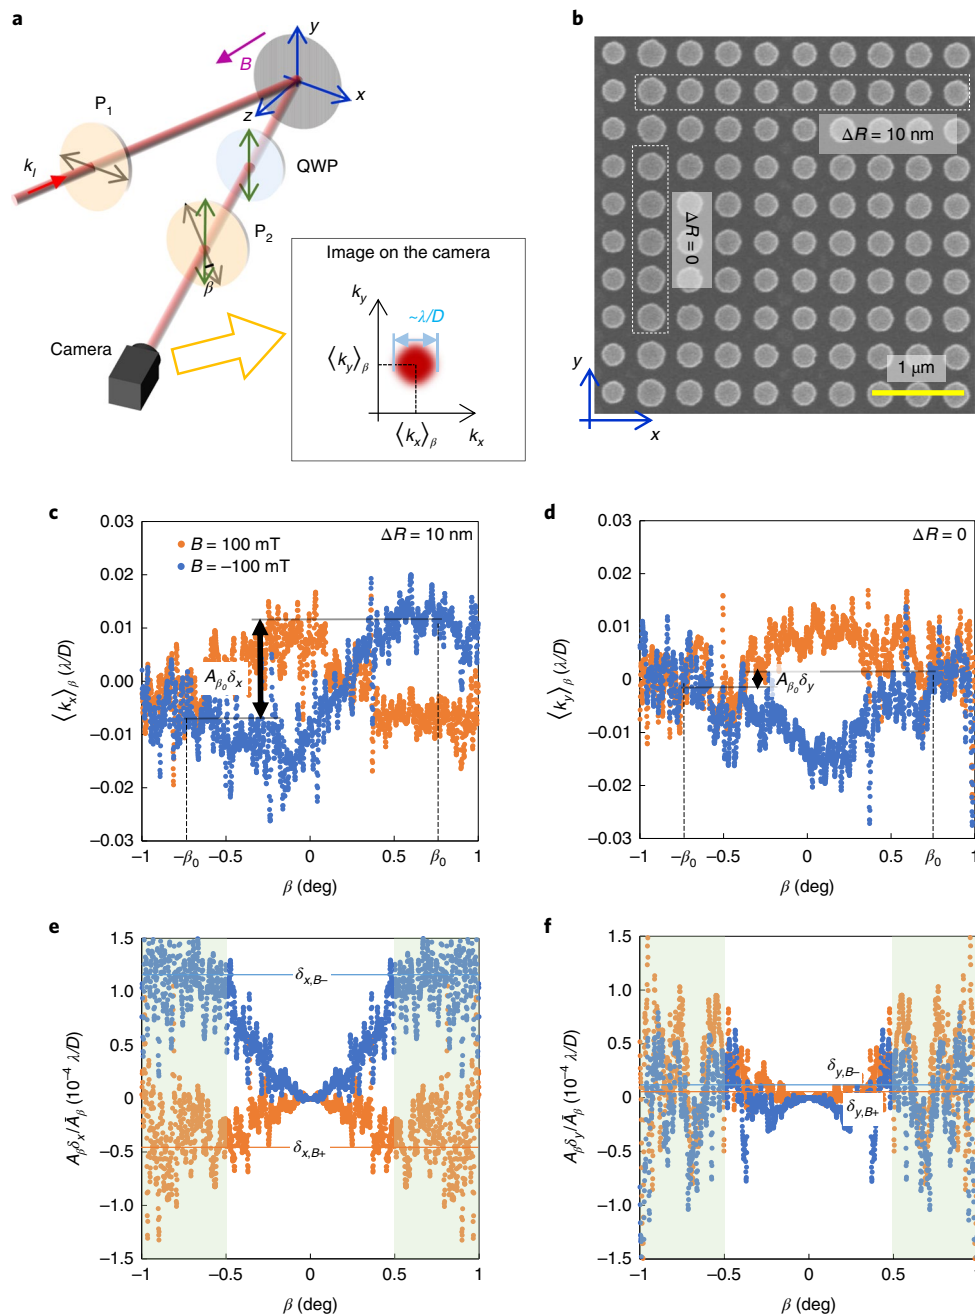 a
y
B
x
z
P1
kI
QWP
P2
β
Camera
Image on the camera
ky
~λ/D
⟨ky⟩β
⟨kx⟩β
kx
b
ΔR = 10 nm
ΔR = 0
1 μm
y
x
c
0.03
ΔR = 10 nm
B = 100 mT
B = −100 mT
0.02
0.01
0.00
−0.01
−0.02
−0.03
⟨kx⟩β (λ/D)
Aβ0δx
−1
−β0
−0.5
0
0.5
β0
1
β (deg)
d
0.03
ΔR = 0
0.02
0.01
0
−0.01
−0.02
−0.03
⟨ky⟩β (λ/D)
Aβ0δy
−1
−β0
−0.5
0
0.5
β0
1
β (deg)
e
1.5
1.0
0.5
0
−0.5
−1.0
−1.5
Aβδx/Āβ (10−4 λ/D)
δx,B−
δx,B+
−1
−0.5
0
0.5
1
β (deg)
f
1.5
1.0
0.5
0
−0.5
−1.0
−1.5
Aβδy/Āβ (10−4 λ/D)
δy,B−
δy,B+
−1
−0.5
0
0.5
1
β (deg)